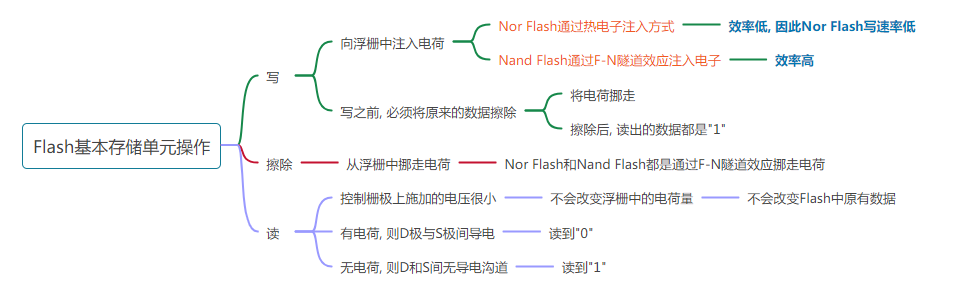 Flash基本存储单元操作
写
向浮栅中注入电荷
Nor Flash通过热电子注入方式
效率低, 因此Nor Flash写速率低
Nand Flash通过F-N隧道效应注入电子
效率高
写之前, 必须将原来的数据擦除
将电荷挪走
擦除后, 读出的数据都是"1"
擦除
从浮栅中挪走电荷
Nor Flash和Nand Flash都是通过F-N隧道效应挪走电荷
读
控制栅极上施加的电压很小
不会改变浮栅中的电荷量
不会改变Flash中原有数据
有电荷, 则D极与S极间导电
读到"0"
无电荷, 则D和S间无导电沟道
读到"1"